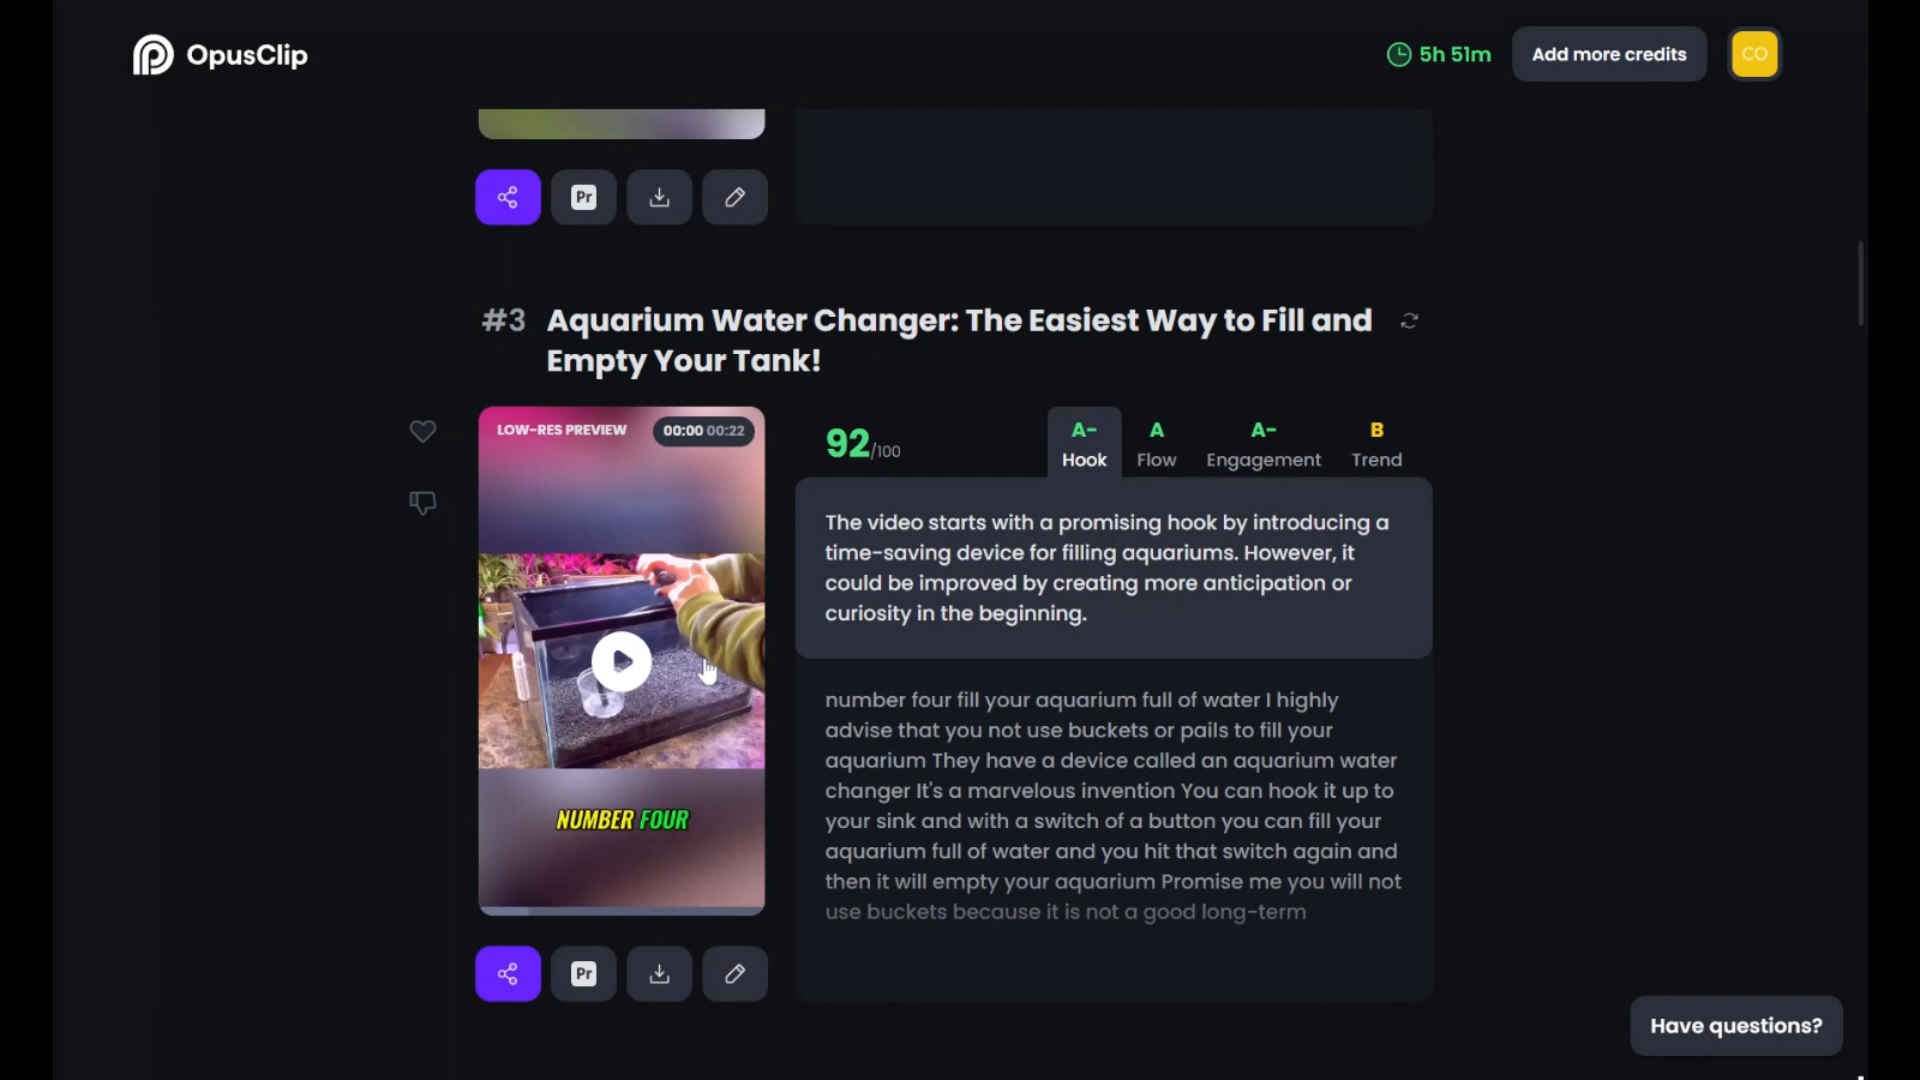 OpusClip
5h 51m
Add more credits
CO
Pr
#3 Aquarium Water Changer: The Easiest Way to Fill and
Empty Your Tank!
LOW-RES PREVIEW
00:00 00:22
NUMBER FOUR
92/100
A- Hook
A Flow
A- Engagement
B Trend
The video starts with a promising hook by introducing a
time-saving device for filling aquariums. However, it
could be improved by creating more anticipation or
curiosity in the beginning.
number four fill your aquarium full of water I highly
advise that you not use buckets or pails to fill your
aquarium They have a device called an aquarium water
changer It's a marvelous invention You can hook it up to
your sink and with a switch of a button you can fill your
aquarium full of water and you hit that switch again and
then it will empty your aquarium Promise me you will not
use buckets because it is not a good long-term
Pr
Have questions?